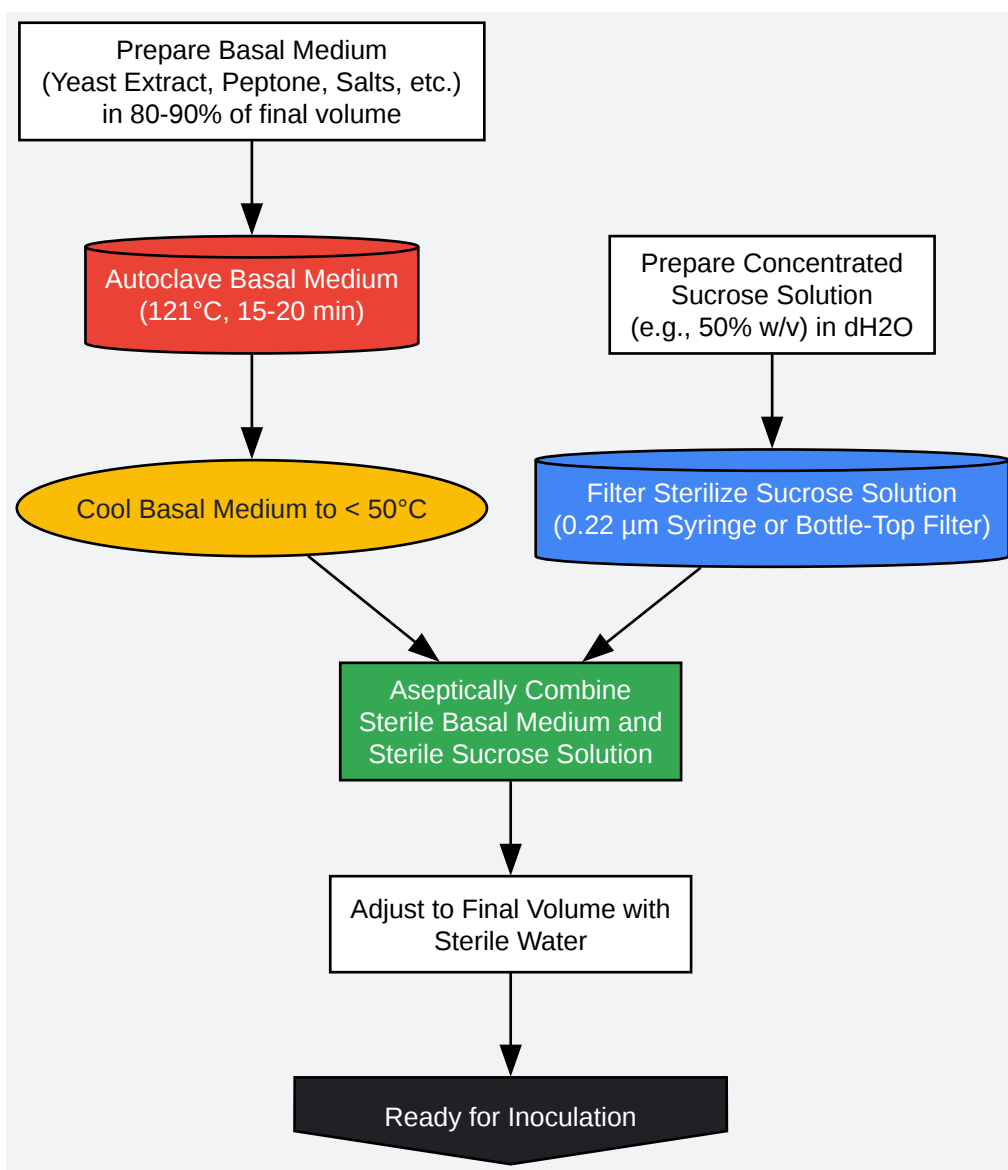 Prepare Basal Medium
(Yeast Extract, Peptone, Salts, etc.)
in 80-90% of final volume
Autoclave Basal Medium
(121°C, 15-20 min)
Prepare Concentrated
Sucrose Solution
(e.g., 50% w/v) in dH2O
Cool Basal Medium to < 50°C
Filter Sterilize Sucrose Solution
(0.22 µm Syringe or Bottle-Top Filter)
Aseptically Combine
Sterile Basal Medium and
Sterile Sucrose Solution
Adjust to Final Volume with
Sterile Water
Ready for Inoculation